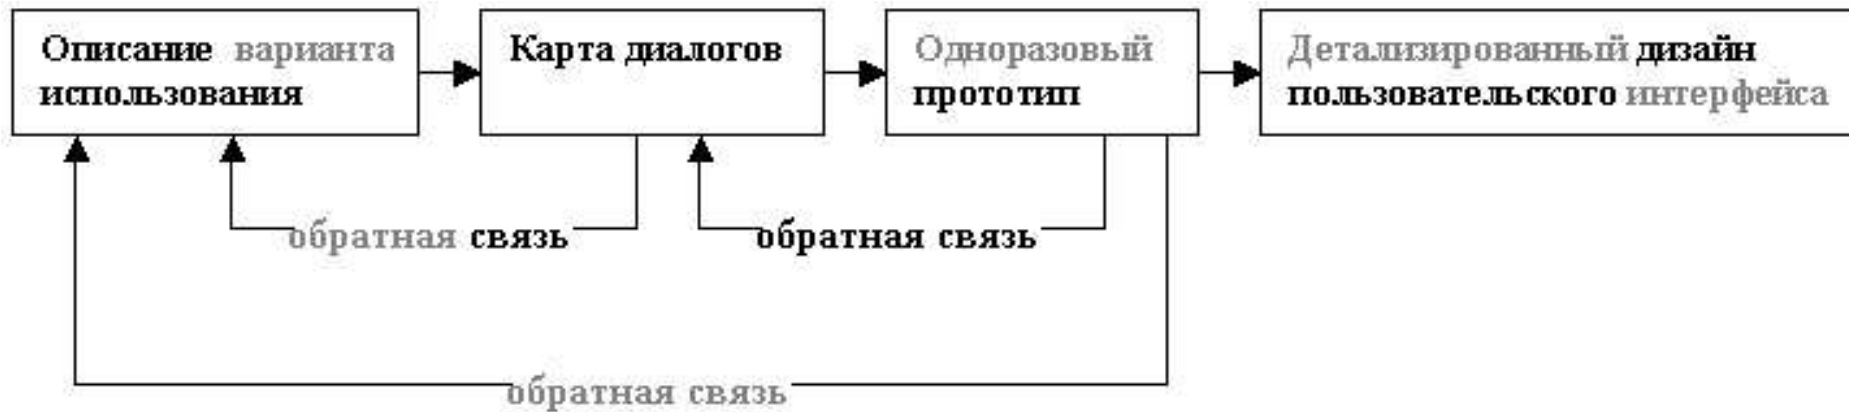 Описание варианта
использования
Карта диалогов
Одноразовый
прототип
Детализированный дизайн
пользовательского интерфейса
обратная связь
обратная связь
обратная связь